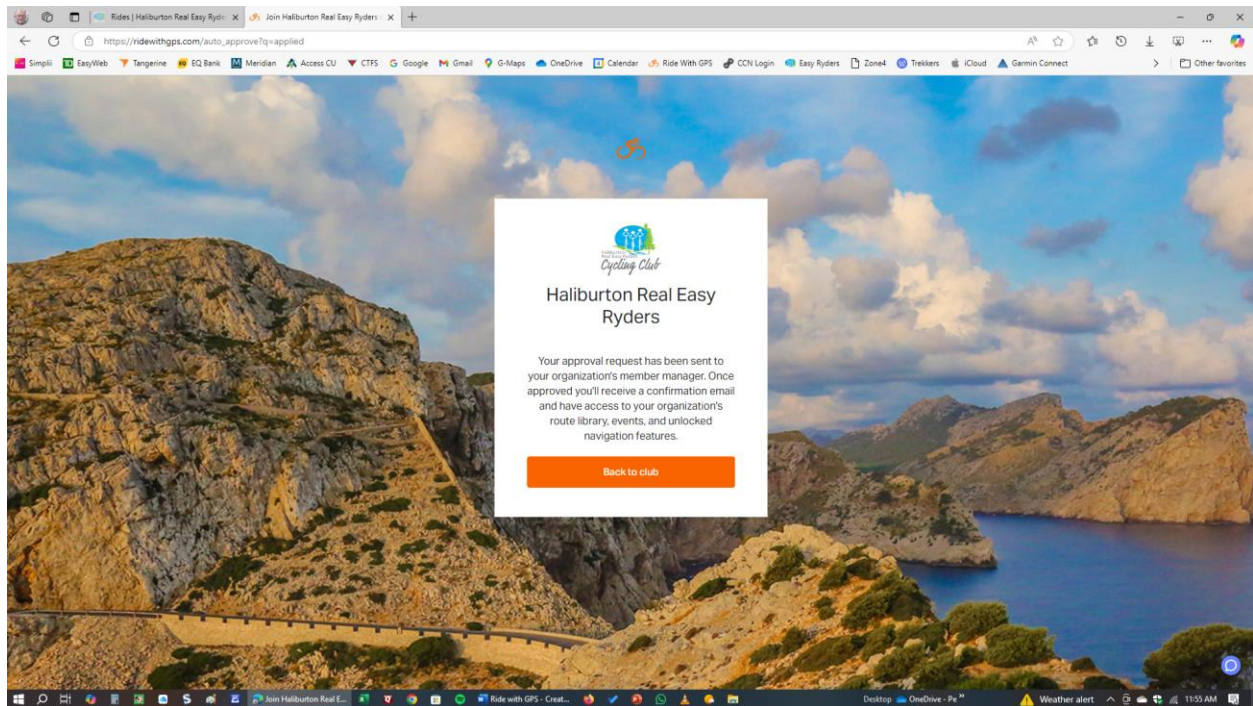 Rides | Haliburton Real Easy Ryde
Join Haliburton Real Easy Ryders
https://ridewithgps.com/auto_approve?q=applied
Simplii EasyWeb Tangerine EQ Bank Meridian Access CU CTFS Google Gmail G-Maps OneDrive Calendar Ride With GPS CCN Login Easy Ryders Zone4 Trekkers iCloud Garmin Connect Other favorites
Haliburton
Real Easy Ryders
Cycling Club
Haliburton Real Easy
Ryders
Your approval request has been sent to
your organization's member manager. Once
approved you'll receive a confirmation email
and have access to your organization's
route library, events, and unlocked
navigation features.
Back to club
Join Haliburton Real E... Ride with GPS - Creat... Desktop OneDrive - Pe Weather alert 11:55 AM